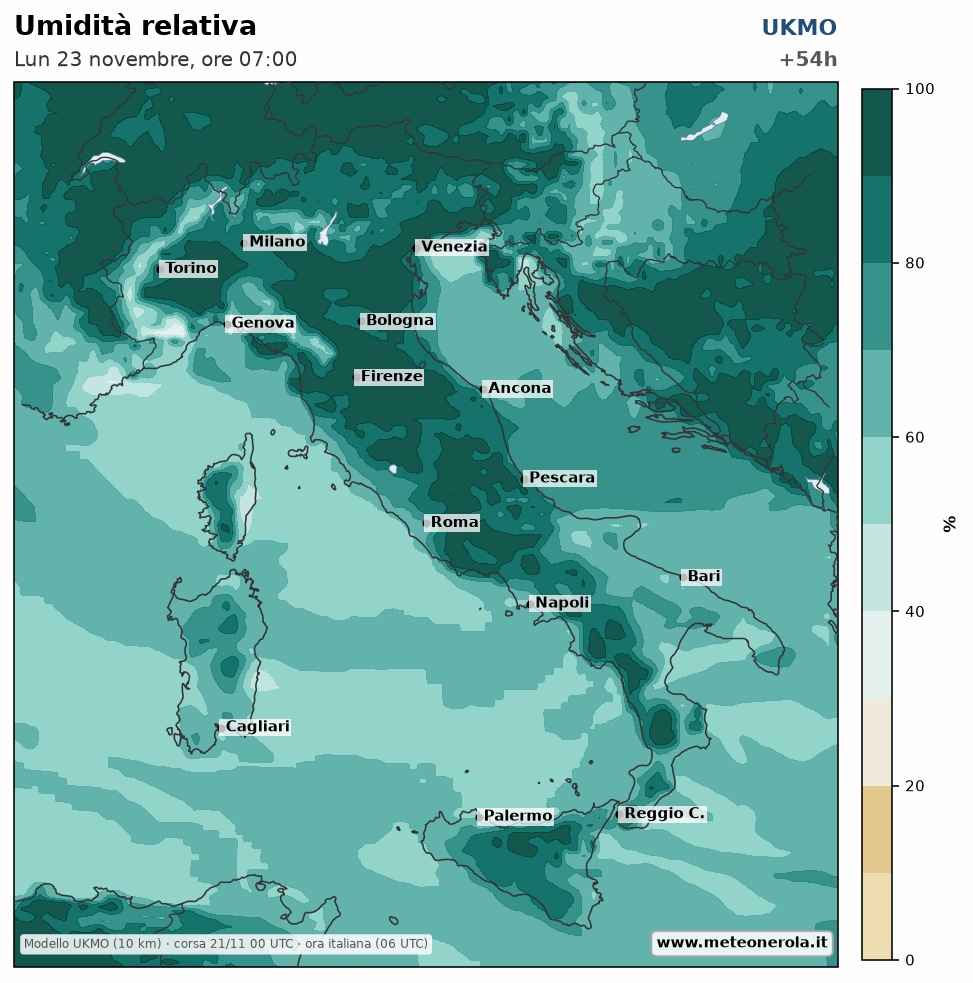 Umidità relativa
UKMO
Lun 23 novembre, ore 07:00
+54h
100
80
60
40
20
0
%
Milano
Venezia
Torino
Genova
Bologna
Firenze
Ancona
Pescara
Roma
Bari
Napoli
Cagliari
Palermo
Reggio C.
Modello UKMO (10 km) · corsa 21/11 00 UTC · ora italiana (06 UTC)
www.meteonerola.it